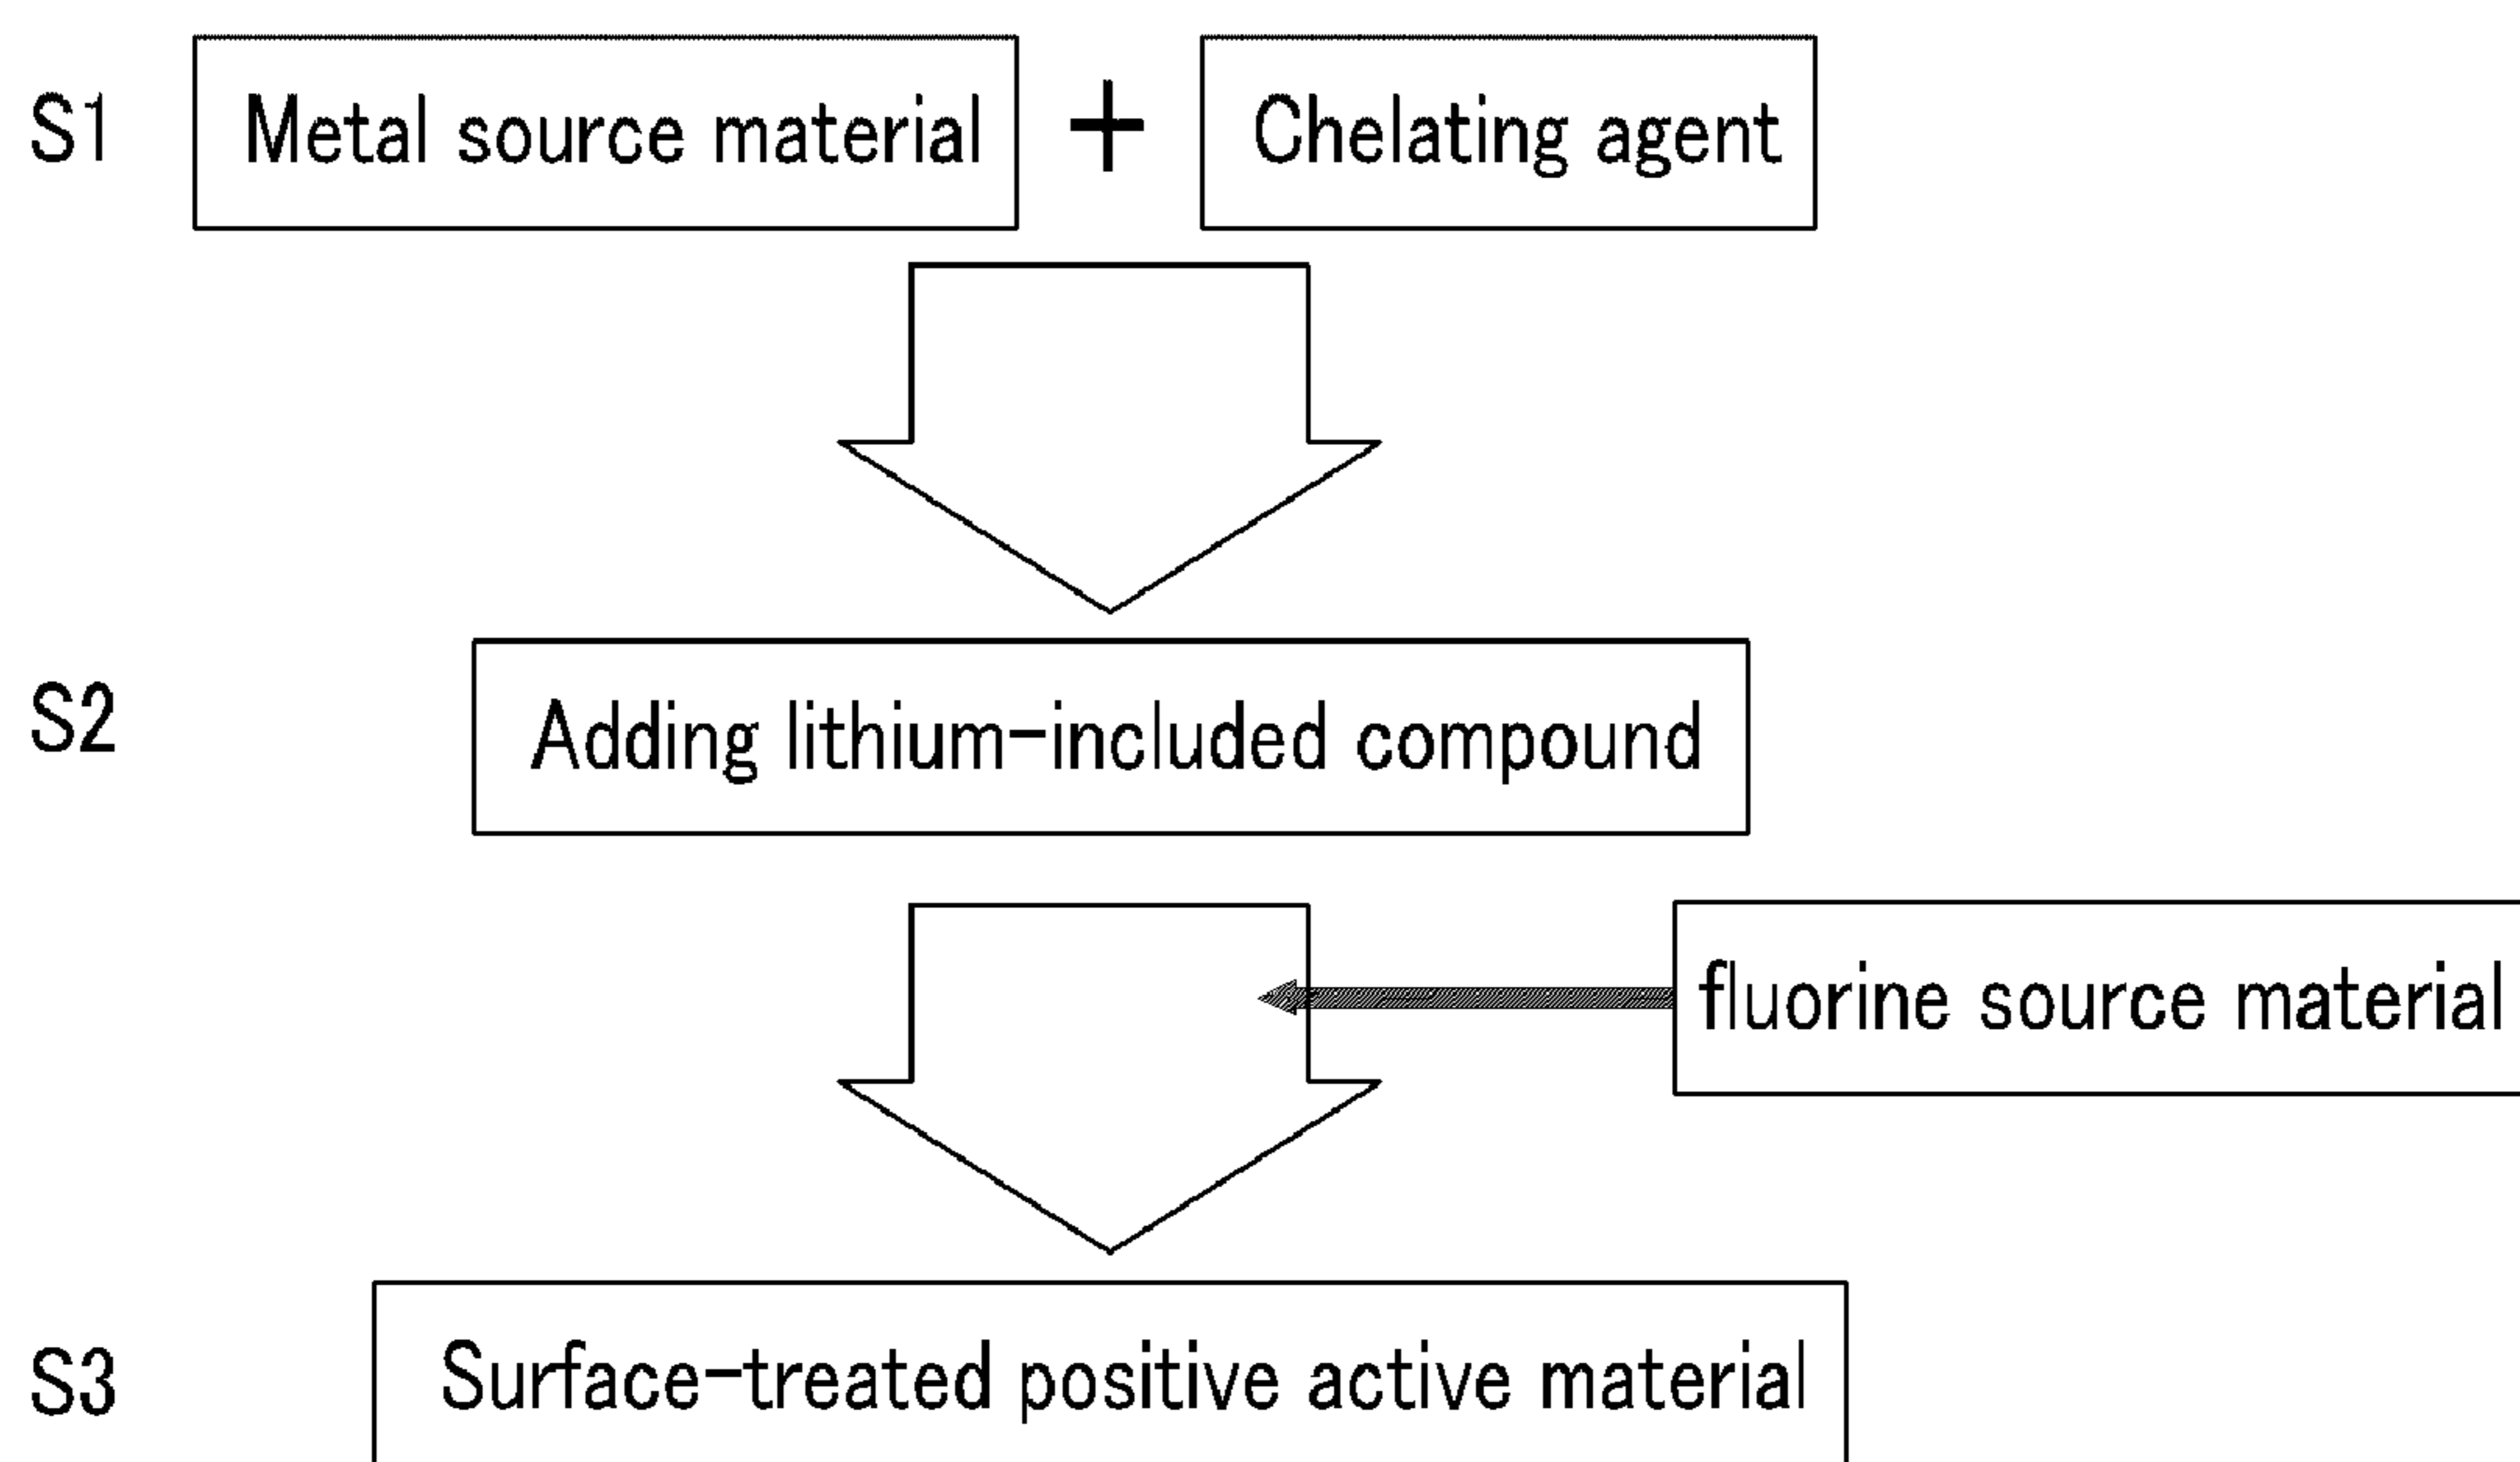 S1 Metal source material + Chelating agent
S2 Adding lithium-included compound
fluorine source material
S3 Surface-treated positive active material